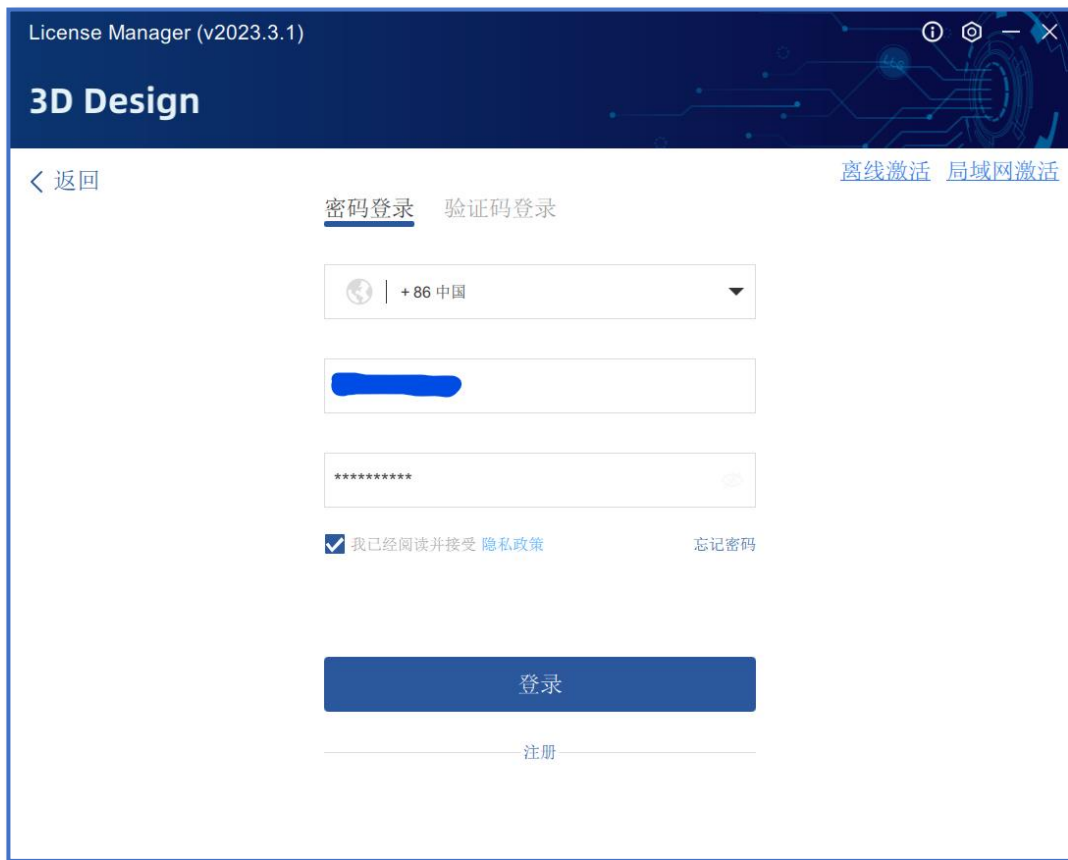 License Manager (v2023.3.1)
3D Design
返回
离线激活 局域网激活
密码登录 验证码登录
+ 86 中国
**********
我已经阅读并接受 隐私政策 忘记密码
登录
注册